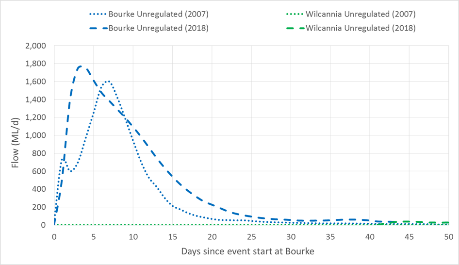 Bourke Unregulated (2007) Wilcannia Unregulated (2007)
Bourke Unregulated (2018) Wilcannia Unregulated (2018)
2,000
1,800
1,600
1,400
1,200
1,000
800
600
400
200
0
Flow (ML/d)
0 5 10 15 20 25 30 35 40 45 50
Days since event start at Bourke